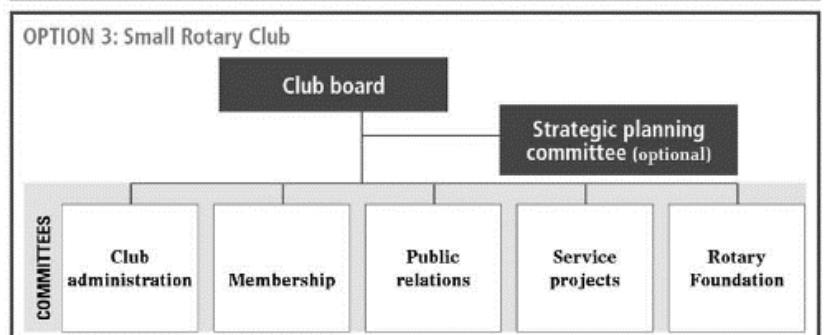 OPTION 3: Small Rotary Club
Club board
Strategic planning
committee (optional)
COMMITTEES
Club
administration
Membership
Public
relations
Service
projects
Rotary
Foundation